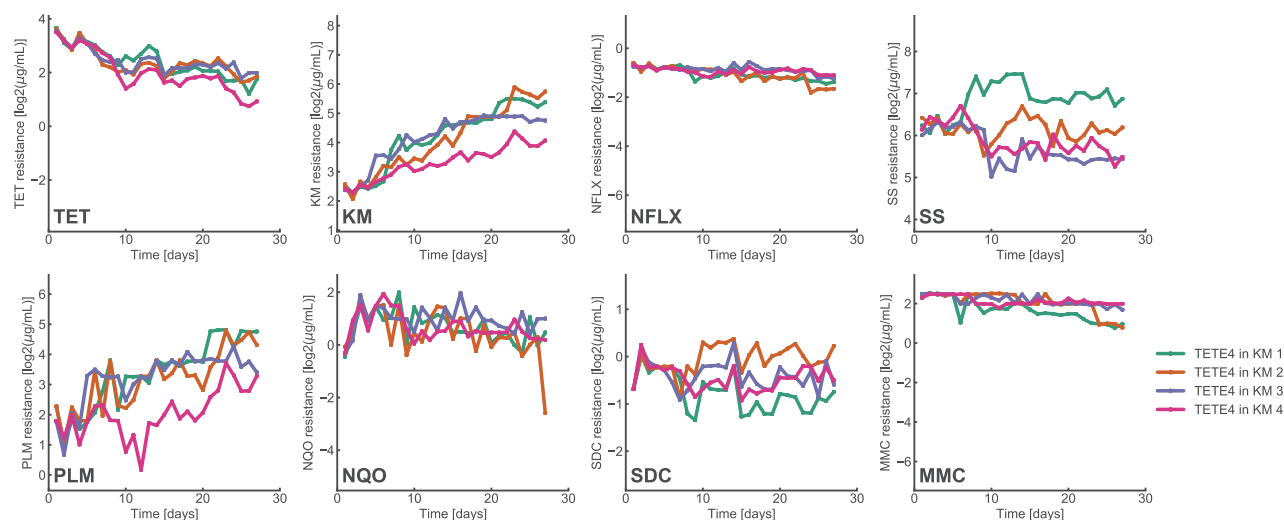 TET resistance [log2(µg/mL)]
4
2
0
−2
TET
0
10
20
30
Time [days]
KM resistance [log2(µg/mL)]
8
7
6
5
4
3
2
1
KM
0
10
20
30
Time [days]
NFLX resistance [log2(µg/mL)]
0
−2
−4
−6
NFLX
0
10
20
30
Time [days]
SS resistance [log2(µg/mL)]
8
7
6
5
4
SS
0
10
20
30
Time [days]
PLM resistance [log2(µg/mL)]
6
5
4
3
2
1
0
PLM
0
10
20
30
Time [days]
NQO resistance [log2(µg/mL)]
2
0
−2
−4
NQO
0
10
20
30
Time [days]
SDC resistance [log2(µg/mL)]
1
0
−1
−2
SDC
0
10
20
30
Time [days]
MMC resistance [log2(µg/mL)]
2
0
−2
−4
−6
MMC
0
10
20
30
Time [days]
TETE4 in KM 1
TETE4 in KM 2
TETE4 in KM 3
TETE4 in KM 4